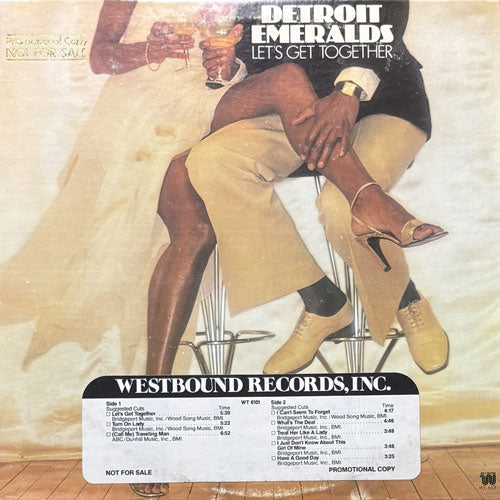 Promotional Copy
NOT FOR SALE
DETROIT
EMERALDS
LET'S GET TOGETHER
WESTBOUND RECORDS, INC.
Side 1 WT 6101 Side 2
Suggested Cuts Time Suggested Cuts Time
Let's Get Together 5:30
Bridgeport Music, Inc./Wood Song Music, BMI
Turn On Lady 5:22
Bridgeport Music, Inc./Wood Song Music, BMI
(Call Me) Traveling Man 6:52
ABC/Dunhill Music, Inc., BMI
I Can't Seem To Forget 4:17
Bridgeport Music, Inc./Wood Song Music, BMI
What's The Deal 4:46
Bridgeport Music, Inc., BMI
Treat Her Like A Lady 3:48
Bridgeport Music, Inc., BMI
I Just Don't Know About This
Girl Of Mine 3:46
Bridgeport Music, Inc., BMI
Have A Good Day 3:25
Bridgeport Music, Inc., BMI
NOT FOR SALE PROMOTIONAL COPY